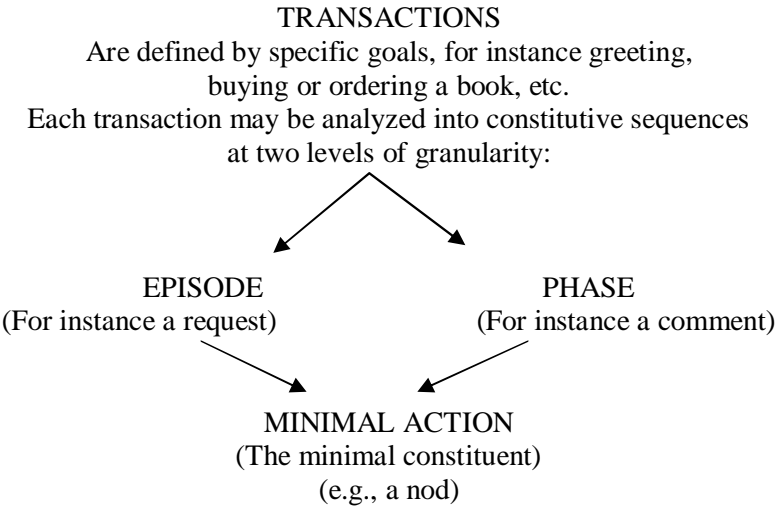 TRANSACTIONS
Are defined by specific goals, for instance greeting,
buying or ordering a book, etc.
Each transaction may be analyzed into constitutive sequences
at two levels of granularity:
EPISODE
(For instance a request)
PHASE
(For instance a comment)
MINIMAL ACTION
(The minimal constituent)
(e.g., a nod)